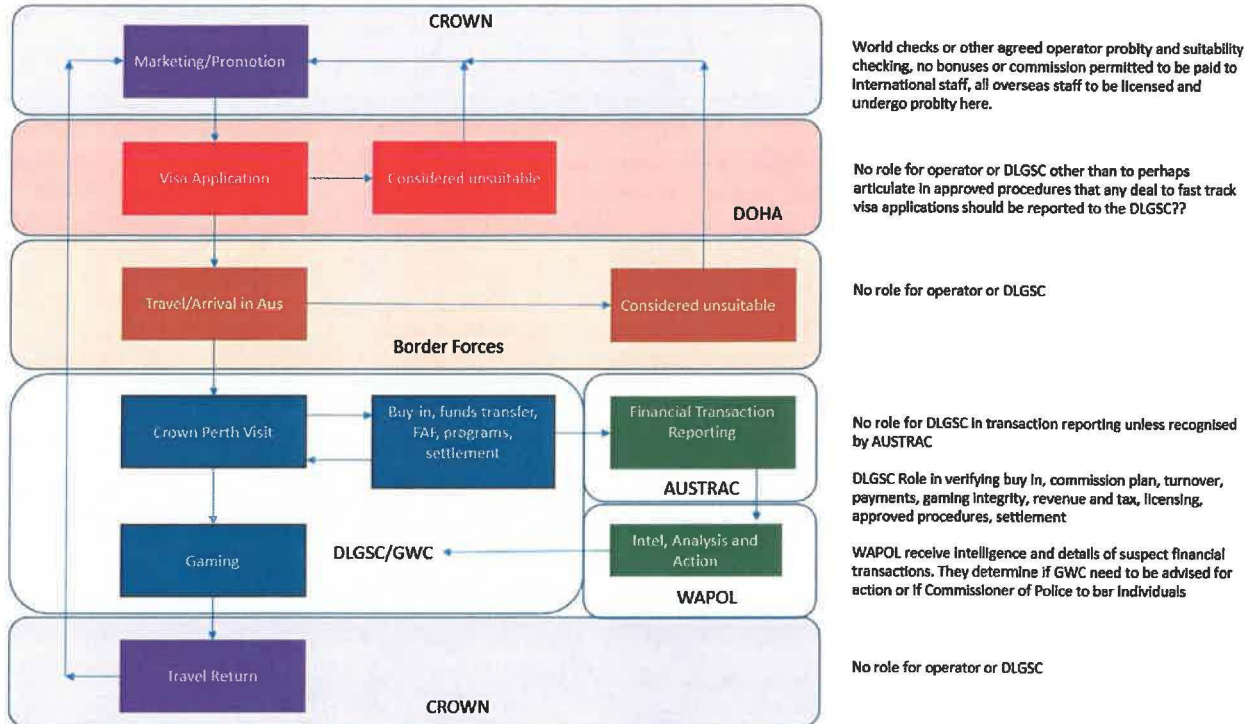 CROWN
Marketing/Promotion
World checks or other agreed operator probity and suitability
checking, no bonuses or commission permitted to be paid to
International staff, all overseas staff to be licensed and
undergo probity here.
Visa Application
Considered unsuitable
DOHA
No role for operator or DLGSC other than to perhaps
articulate in approved procedures that any deal to fast track
visa applications should be reported to the DLGSC??
Travel/Arrival in Aus
Considered unsuitable
Border Forces
No role for operator or DLGSC
Crown Perth Visit
Buy-in, funds transfer,
FAF, programs,
settlement
Gaming
DLGSC/GWC
Financial Transaction
Reporting
AUSTRAC
Intel, Analysis and
Action
WAPOL
No role for DLGSC in transaction reporting unless recognised
by AUSTRAC
DLGSC Role in verifying buy in, commission plan, turnover,
payments, gaming integrity, revenue and tax, licensing,
approved procedures, settlement
WAPOL receive intelligence and details of suspect financial
transactions. They determine if GWC need to be advised for
action or if Commissioner of Police to bar individuals
Travel Return
CROWN
No role for operator or DLGSC